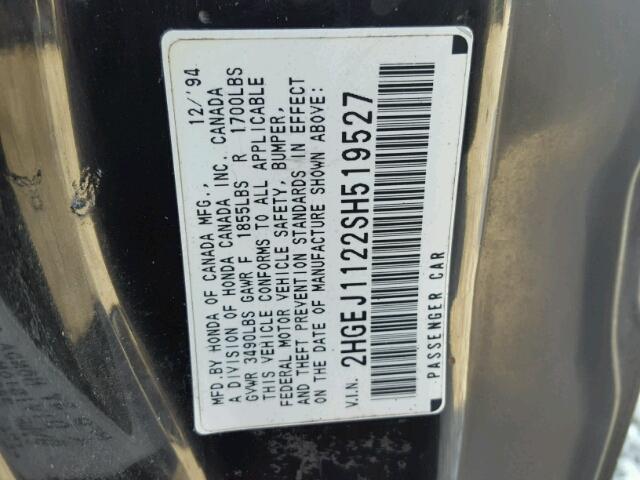 MFD.BY HONDA OF CANADA MFG., 12/'94
A DIVISION OF HONDA CANADA INC. CANADA
GVWR 3490LBS GAWR F 1855LBS R 1700LBS
THIS VEHICLE CONFORMS TO ALL APPLICABLE
FEDERAL MOTOR VEHICLE SAFETY, BUMPER,
AND THEFT PREVENTION STANDARDS IN EFFECT
ON THE DATE OF MANUFACTURE SHOWN ABOVE:
V.I.N. 2HGEJ1122SH519527
PASSENGER CAR